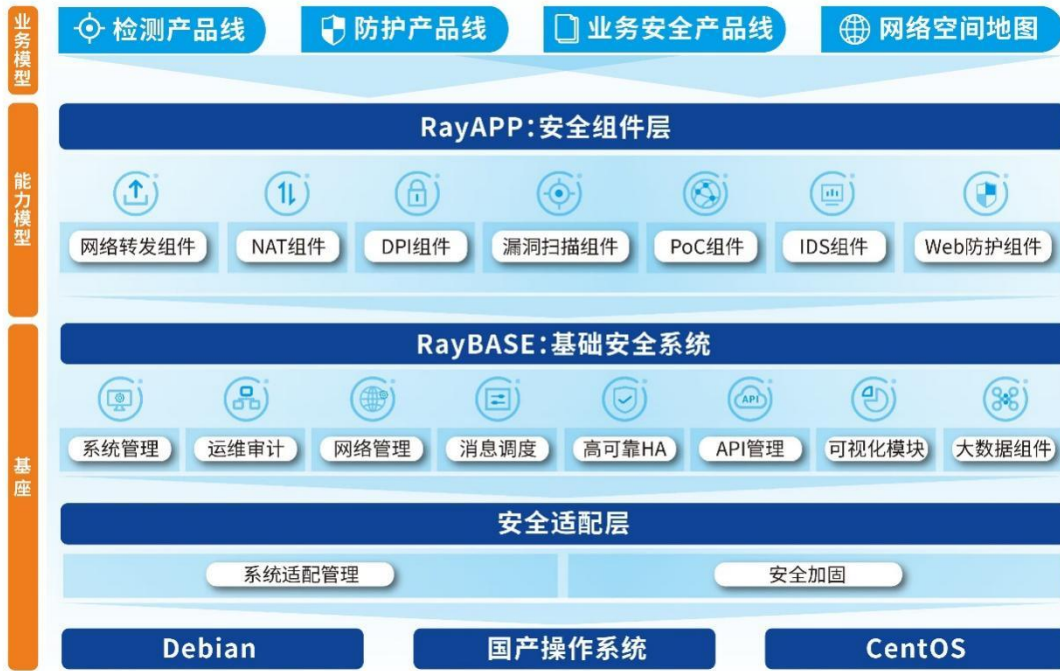 业务模型
检测产品线
防护产品线
业务安全产品线
网络空间地图
能力模型
RayAPP:安全组件层
网络转发组件
NAT组件
DPI组件
漏洞扫描组件
PoC组件
IDS组件
Web防护组件
基座
RayBASE:基础安全系统
API
系统管理
运维审计
网络管理
消息调度
高可靠HA
API管理
可视化模块
大数据组件
安全适配层
系统适配管理
安全加固
Debian
国产操作系统
CentOS